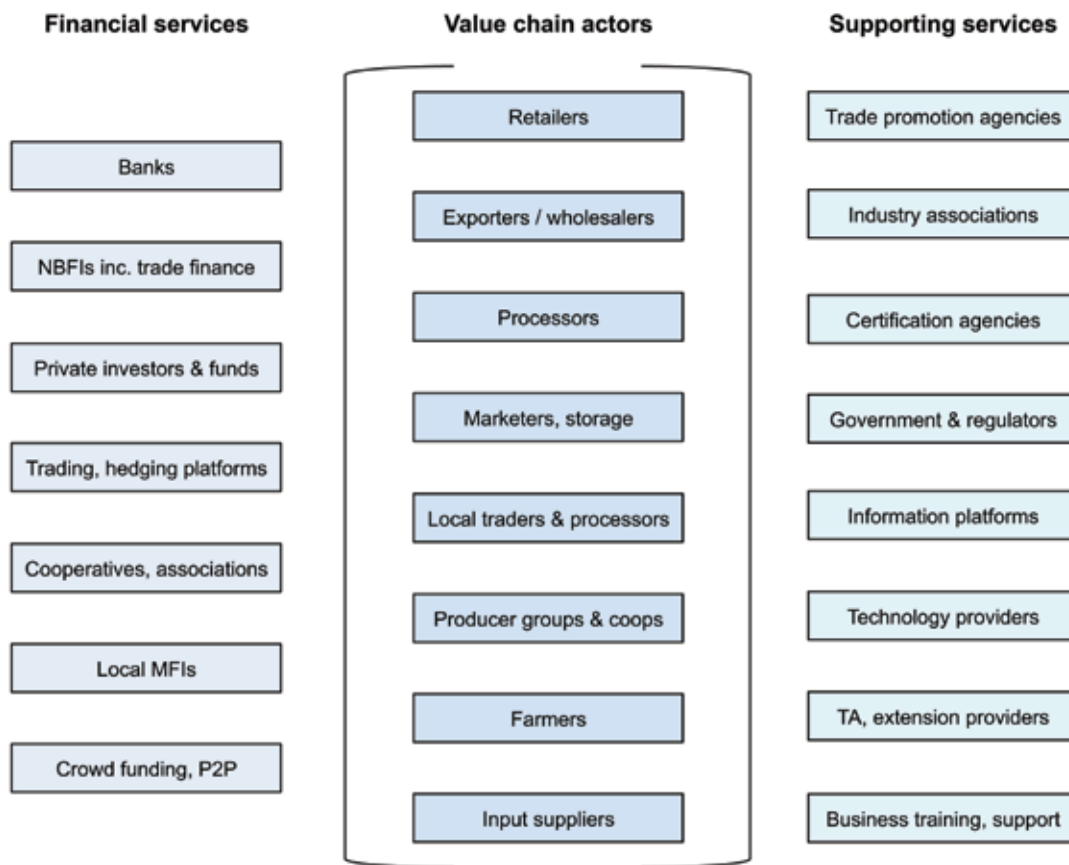 Financial services
Value chain actors
Supporting services
Banks
NBFIs inc. trade finance
Private investors & funds
Trading, hedging platforms
Cooperatives, associations
Local MFIs
Crowd funding, P2P
Retailers
Exporters / wholesalers
Processors
Marketers, storage
Local traders & processors
Producer groups & coops
Farmers
Input suppliers
Trade promotion agencies
Industry associations
Certification agencies
Government & regulators
Information platforms
Technology providers
TA, extension providers
Business training, support